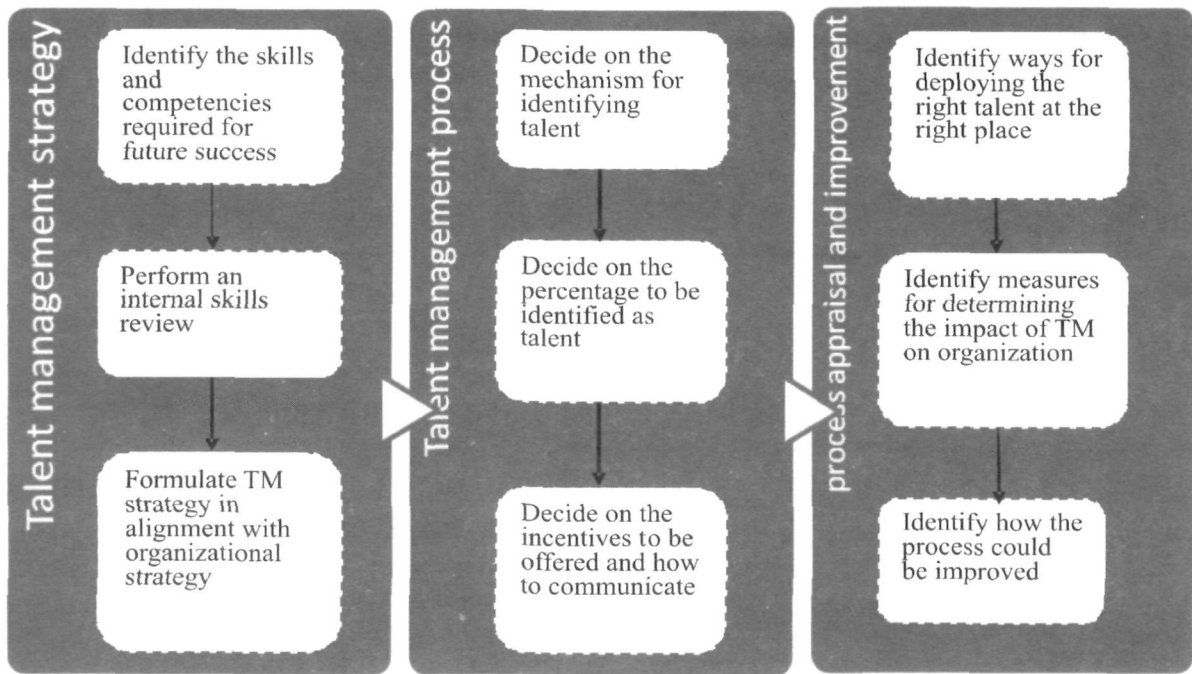 Talent management strategy
Identify the skills
and
competencies
required for
future success
Perform an
internal skills
review
Formulate TM
strategy in
alignment with
organizational
strategy
Talent management process
Decide on the
mechanism for
identifying
talent
Decide on the
percentage to be
identified as
talent
Decide on the
incentives to be
offered and how
to communicate
process appraisal and improvement
Identify ways for
deploying the
right talent at the
right place
Identify measures
for determining
the impact of TM
on organization
Identify how the
process could
be improved